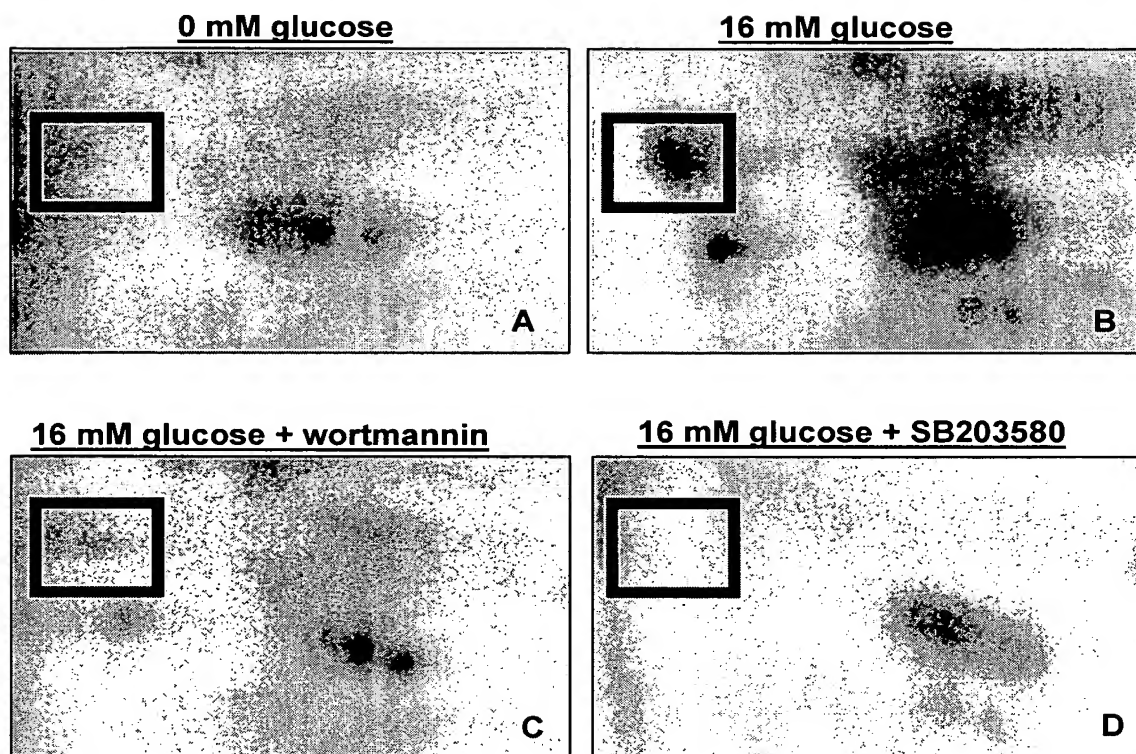 0 mM glucose
16 mM glucose
A
B
16 mM glucose + wortmannin
16 mM glucose + SB203580
C
D